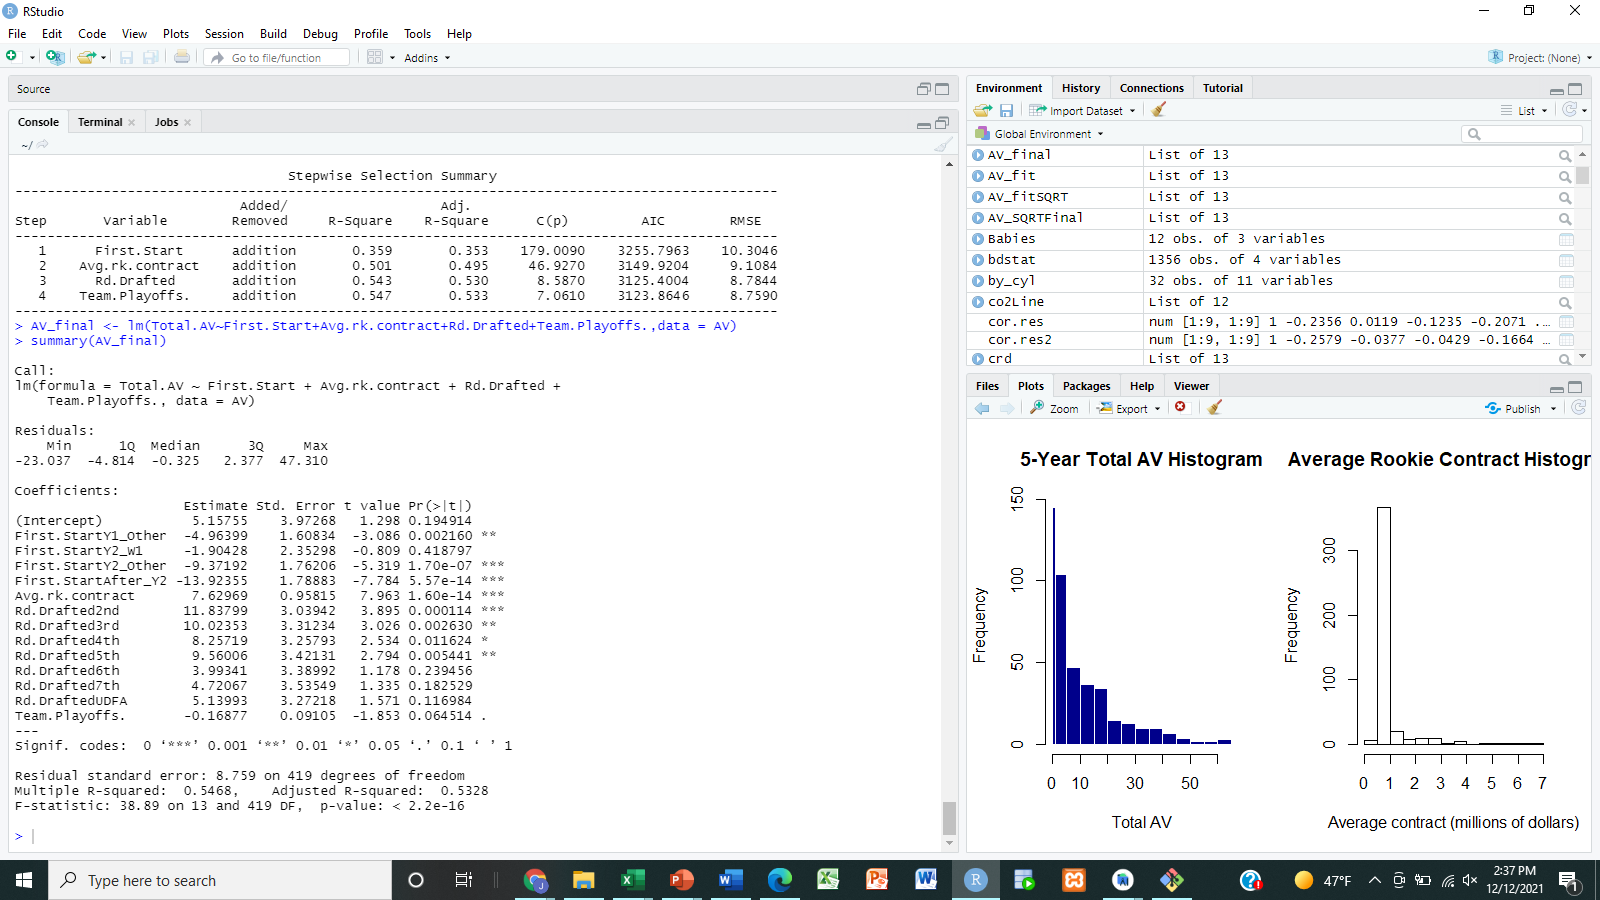 RStudio
File Edit Code View Plots Session Build Debug Profile Tools Help
Go to file/function Addins Project: (None)
Source
Console Terminal Jobs
~/
Stepwise Selection Summary
-----------------------------------------------------------------------------------------------
Added/ Adj.
Step Variable Removed R-Square R-Square C(p) AIC RMSE
-----------------------------------------------------------------------------------------------
1 First.Start addition 0.359 0.353 179.0090 3255.7963 10.3046
2 Avg.rk.contract addition 0.501 0.495 46.9270 3149.9204 9.1084
3 Rd.Drafted addition 0.543 0.530 8.5870 3125.4004 8.7844
4 Team.Playoffs. addition 0.547 0.533 7.0610 3123.8646 8.7590
-----------------------------------------------------------------------------------------------
> AV_final <- lm(Total.AV~First.Start+Avg.rk.contract+Rd.Drafted+Team.Playoffs.,data = AV)
> summary(AV_final)
Call:
lm(formula = Total.AV ~ First.Start + Avg.rk.contract + Rd.Drafted +
Team.Playoffs., data = AV)
Residuals:
Min 1Q Median 3Q Max
-23.037 -4.814 -0.325 2.377 47.310
Coefficients:
Estimate Std. Error t value Pr(>|t|)
(Intercept) 5.15755 3.97268 1.298 0.194914
First.StartY1_Other -4.96399 1.60834 -3.086 0.002160 **
First.StartY2_W1 -1.90428 2.35298 -0.809 0.418797
First.StartY2_Other -9.37192 1.76206 -5.319 1.70e-07 ***
First.StartAfter_Y2 -13.92355 1.78883 -7.784 5.57e-14 ***
Avg.rk.contract 7.62969 0.95815 7.963 1.60e-14 ***
Rd.Drafted2nd 11.83799 3.03942 3.895 0.000114 ***
Rd.Drafted3rd 10.02353 3.31234 3.026 0.002630 **
Rd.Drafted4th 8.25719 3.25793 2.534 0.011624 *
Rd.Drafted5th 9.56006 3.42131 2.794 0.005441 **
Rd.Drafted6th 3.99341 3.38992 1.178 0.239456
Rd.Drafted7th 4.72067 3.53549 1.335 0.182529
Rd.DraftedUDFA 5.13993 3.27218 1.571 0.116984
Team.Playoffs. -0.16877 0.09105 -1.853 0.064514 .
---
Signif. codes: 0 ‘***’ 0.001 ‘**’ 0.01 ‘*’ 0.05 ‘.’ 0.1 ‘ ’ 1
Residual standard error: 8.759 on 419 degrees of freedom
Multiple R-squared: 0.5468, Adjusted R-squared: 0.5328
F-statistic: 38.89 on 13 and 419 DF, p-value: < 2.2e-16
>
Environment History Connections Tutorial
Import Dataset List
Global Environment
AV_final List of 13
AV_fit List of 13
AV_fitSQRT List of 13
AV_SQRTFinal List of 13
Babies 12 obs. of 3 variables
bdstat 1356 obs. of 4 variables
by_cyl 32 obs. of 11 variables
co2Line List of 12
cor.res num [1:9, 1:9] 1 -0.2356 0.0119 -0.1235 -0.2071 ...
cor.res2 num [1:9, 1:9] 1 -0.2579 -0.0377 -0.0429 -0.1664 ...
crd List of 13
Files Plots Packages Help Viewer
Zoom Export Publish
5-Year Total AV Histogram
Frequency
0 50 100 150
0 10 30 50
Total AV
Average Rookie Contract Histogr
Frequency
0 100 200 300
0 1 2 3 4 5 6 7
Average contract (millions of dollars)
Type here to search
47°F
2:37 PM
12/12/2021
1